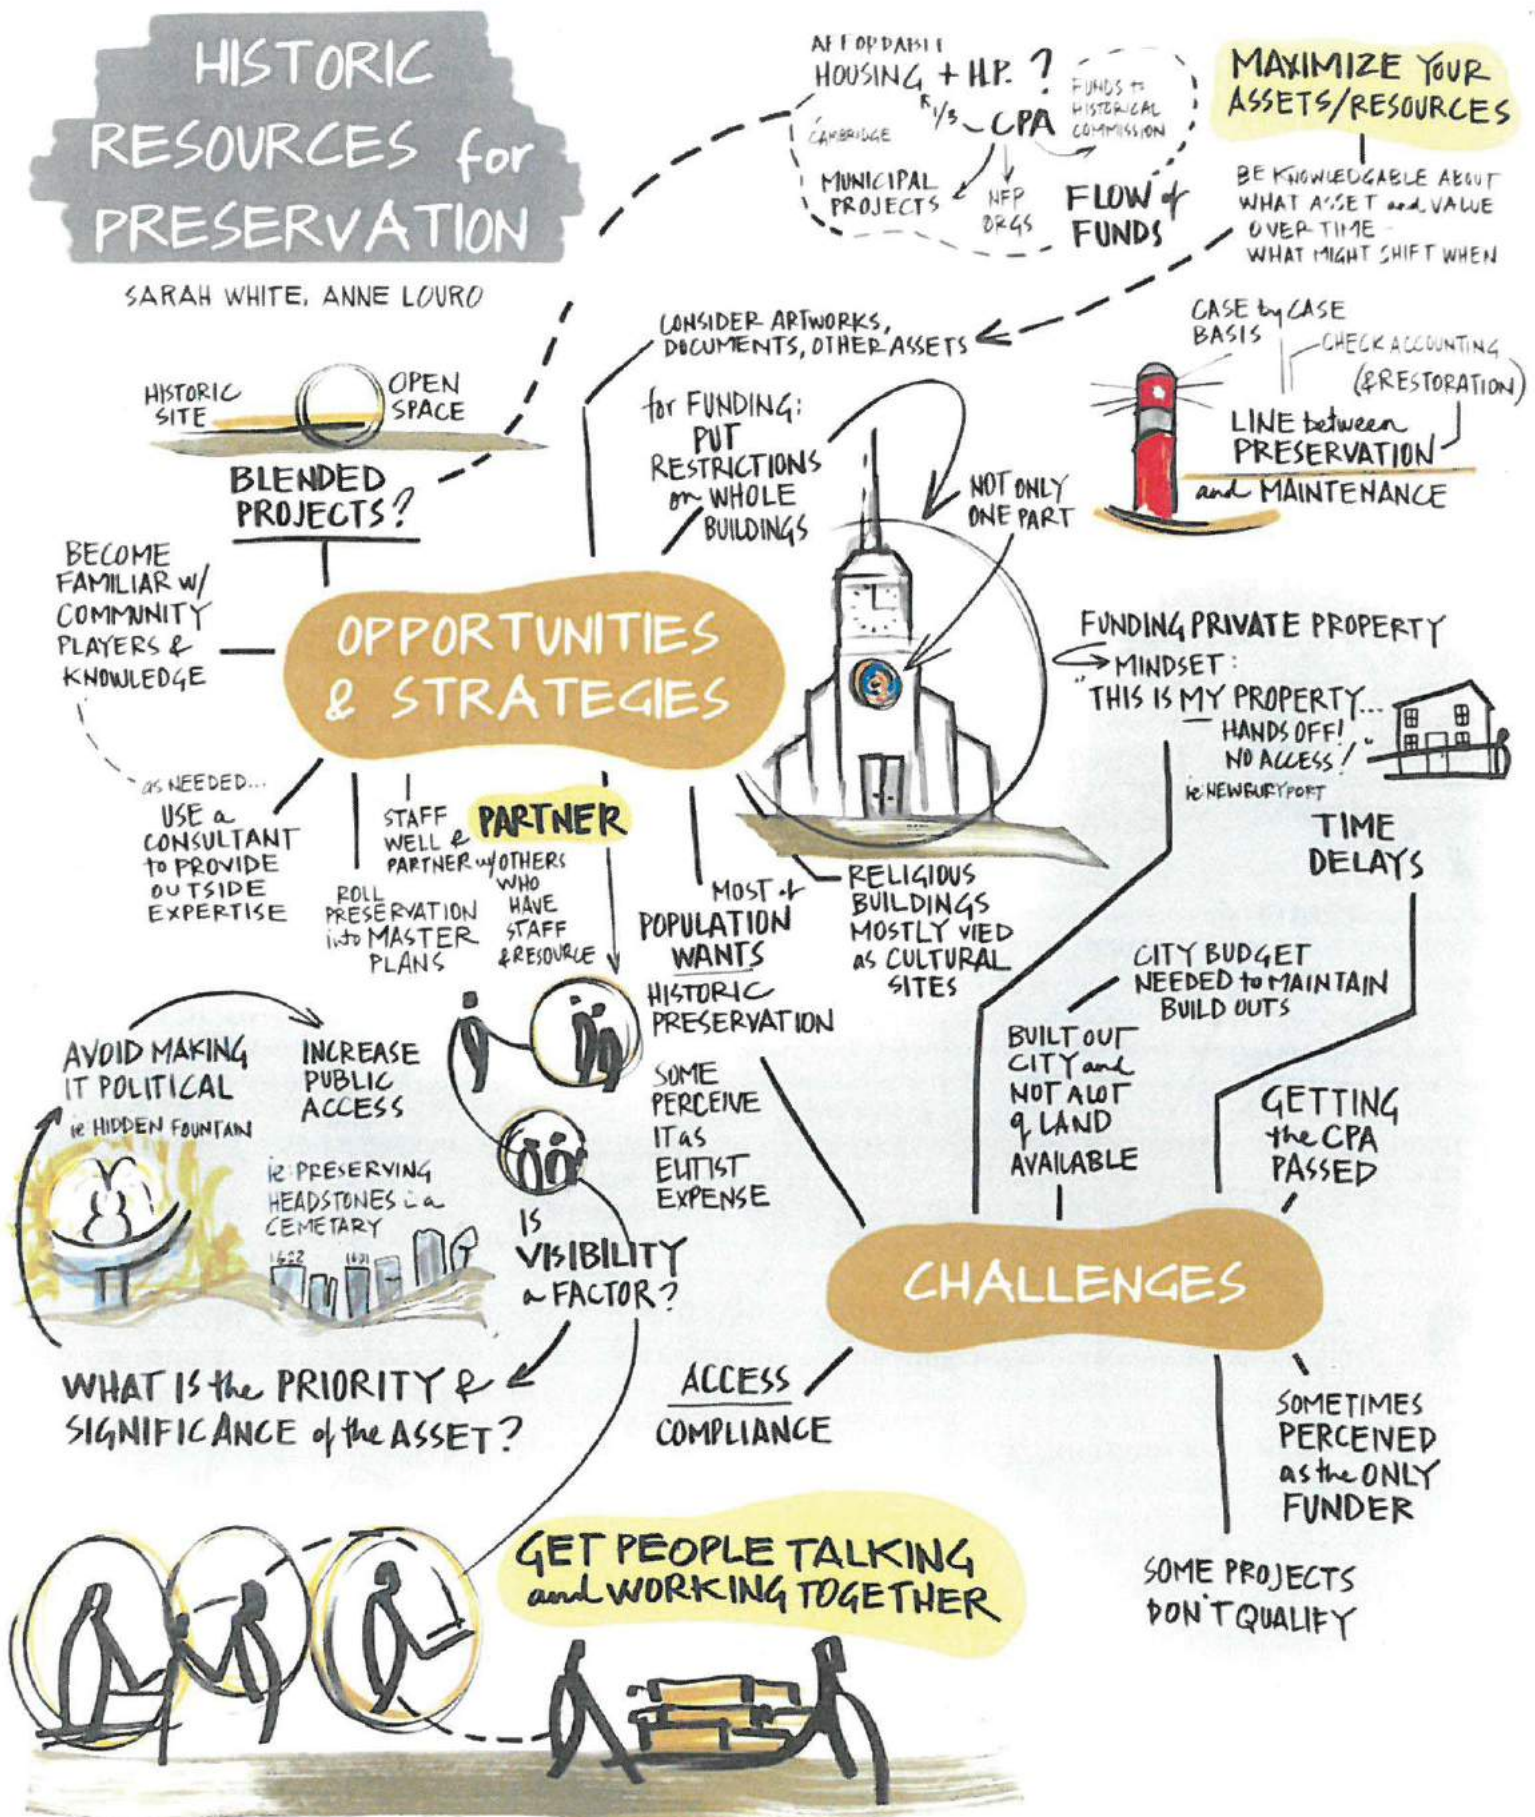 HISTORIC
RESOURCES for
PRESERVATION
SARAH WHITE, ANNE LOURO
AFFORDABLE
HOUSING + H.P. ?
1/3
CPA
CAMBRIDGE
FUNDS to
HISTORICAL
COMMISSION
MUNICIPAL
PROJECTS
NFP
ORGS
FLOW of
FUNDS
MAXIMIZE YOUR
ASSETS/RESOURCES
BE KNOWLEDGABLE ABOUT
WHAT ASSET and VALUE
OVER TIME -
WHAT MIGHT SHIFT WHEN
CONSIDER ARTWORKS,
DOCUMENTS, OTHER ASSETS
CASE by CASE
BASIS
CHECK ACCOUNTING
(& RESTORATION)
LINE between
PRESERVATION
and MAINTENANCE
HISTORIC
SITE
OPEN
SPACE
BLENDED
PROJECTS?
for FUNDING:
PUT
RESTRICTIONS
on WHOLE
BUILDINGS
NOT ONLY
ONE PART
BECOME
FAMILIAR W/
COMMUNITY
PLAYERS &
KNOWLEDGE
OPPORTUNITIES
& STRATEGIES
FUNDING PRIVATE PROPERTY
MINDSET:
"THIS IS MY PROPERTY...
HANDS OFF!
NO ACCESS!"
ie: NEWBURYPORT
as NEEDED...
USE a
CONSULTANT
to PROVIDE
OUTSIDE
EXPERTISE
ROLL
PRESERVATION
into MASTER
PLANS
STAFF
WELL &
PARTNER w/ OTHERS
WHO
HAVE
STAFF
& RESOURCE
PARTNER
MOST of
POPULATION
WANTS
HISTORIC
PRESERVATION
SOME
PERCEIVE
IT as
ELITIST
EXPENSE
RELIGIOUS
BUILDINGS
MOSTLY VIED
as CULTURAL
SITES
TIME
DELAYS
CITY BUDGET
NEEDED to MAINTAIN
BUILD OUTS
BUILT OUT
CITY and
NOT ALOT
of LAND
AVAILABLE
GETTING
the CPA
PASSED
AVOID MAKING
IT POLITICAL
ie: HIDDEN FOUNTAIN
INCREASE
PUBLIC
ACCESS
ie: PRESERVING
HEADSTONES in a
CEMETARY
IS
VISIBILITY
a FACTOR?
WHAT IS the PRIORITY &
SIGNIFICANCE of the ASSET?
CHALLENGES
ACCESS
COMPLIANCE
SOMETIMES
PERCEIVED
as the ONLY
FUNDER
SOME PROJECTS
DON'T QUALIFY
GET PEOPLE TALKING
and WORKING TOGETHER